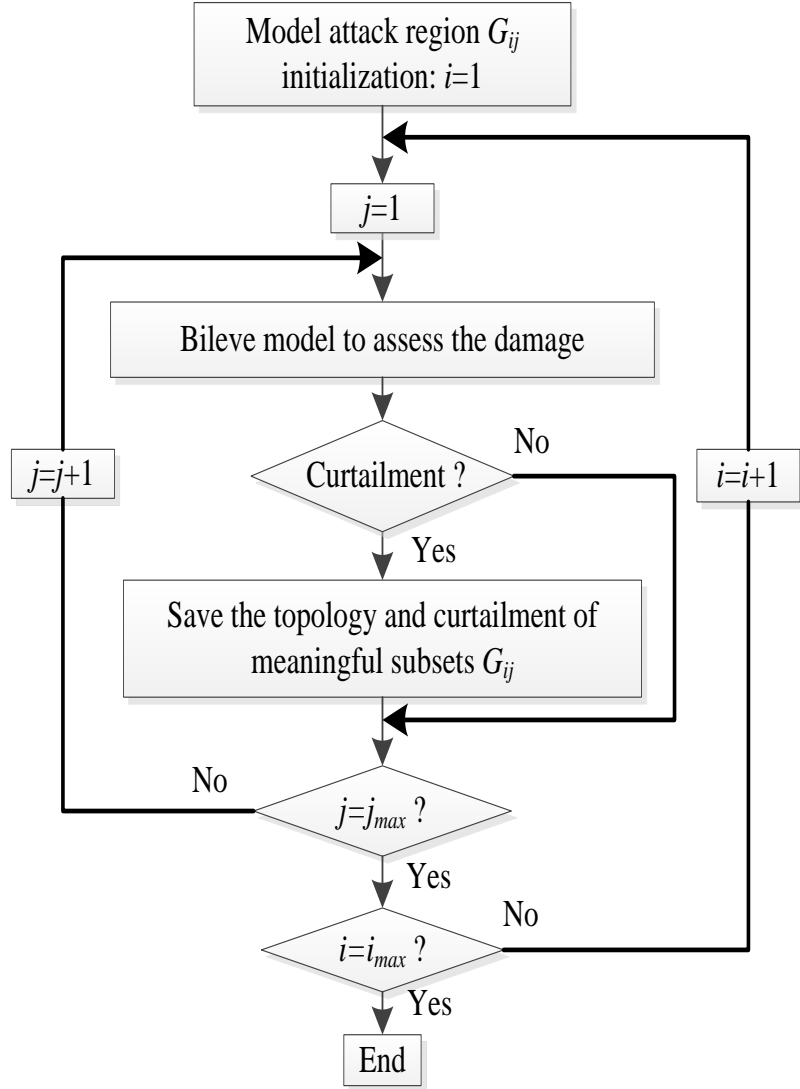 Model attack region Gij
initialization: i=1
j=1
Bileve model to assess the damage
Curtailment ?
No
j=j+1
i=i+1
Yes
Save the topology and curtailment of
meaningful subsets Gij
No
j=jmax ?
Yes
No
i=imax ?
Yes
End